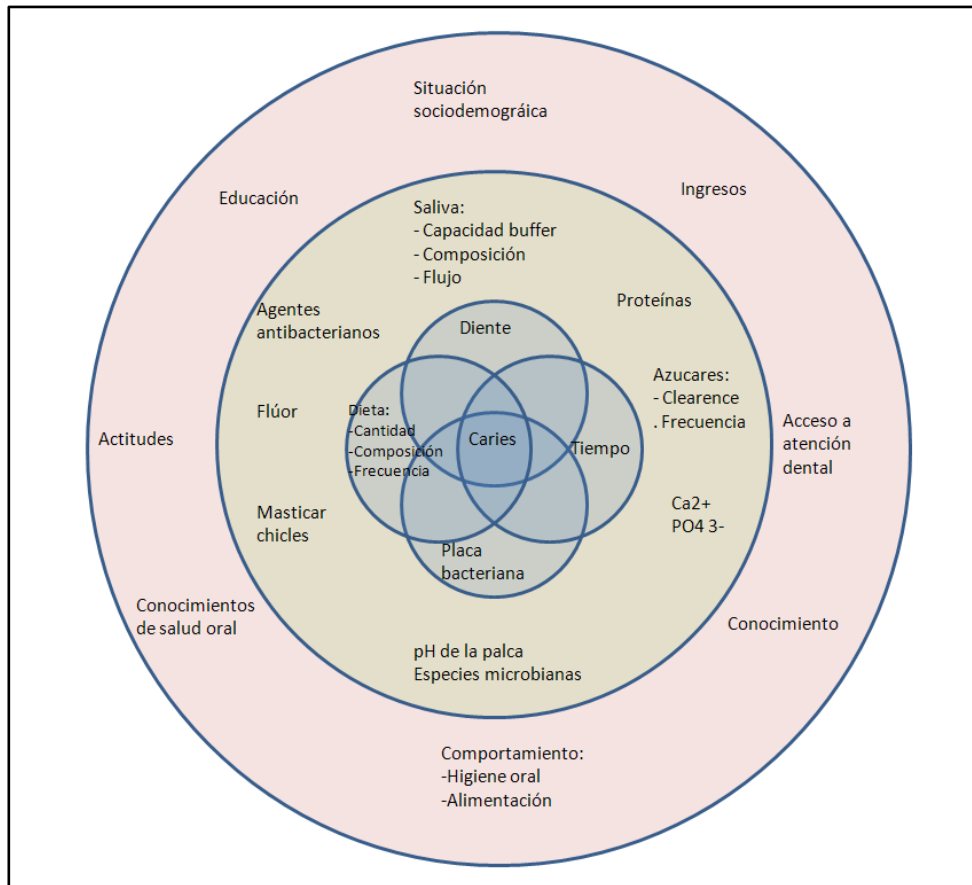 Situación
sociodemográica
Educación
Ingresos
Saliva:
- Capacidad buffer
- Composición
- Flujo
Proteínas
Agentes
antibacterianos
Diente
Azucares:
- Clearence
. Frecuencia
Flúor
Dieta:
-Cantidad
-Composición
-Frecuencia
Caries
Tiempo
Actitudes
Acceso a
atención
dental
Masticar
chicles
Ca2+
PO4 3-
Placa
bacteriana
Conocimientos
de salud oral
Conocimiento
pH de la palca
Especies microbianas
Comportamiento:
-Higiene oral
-Alimentación